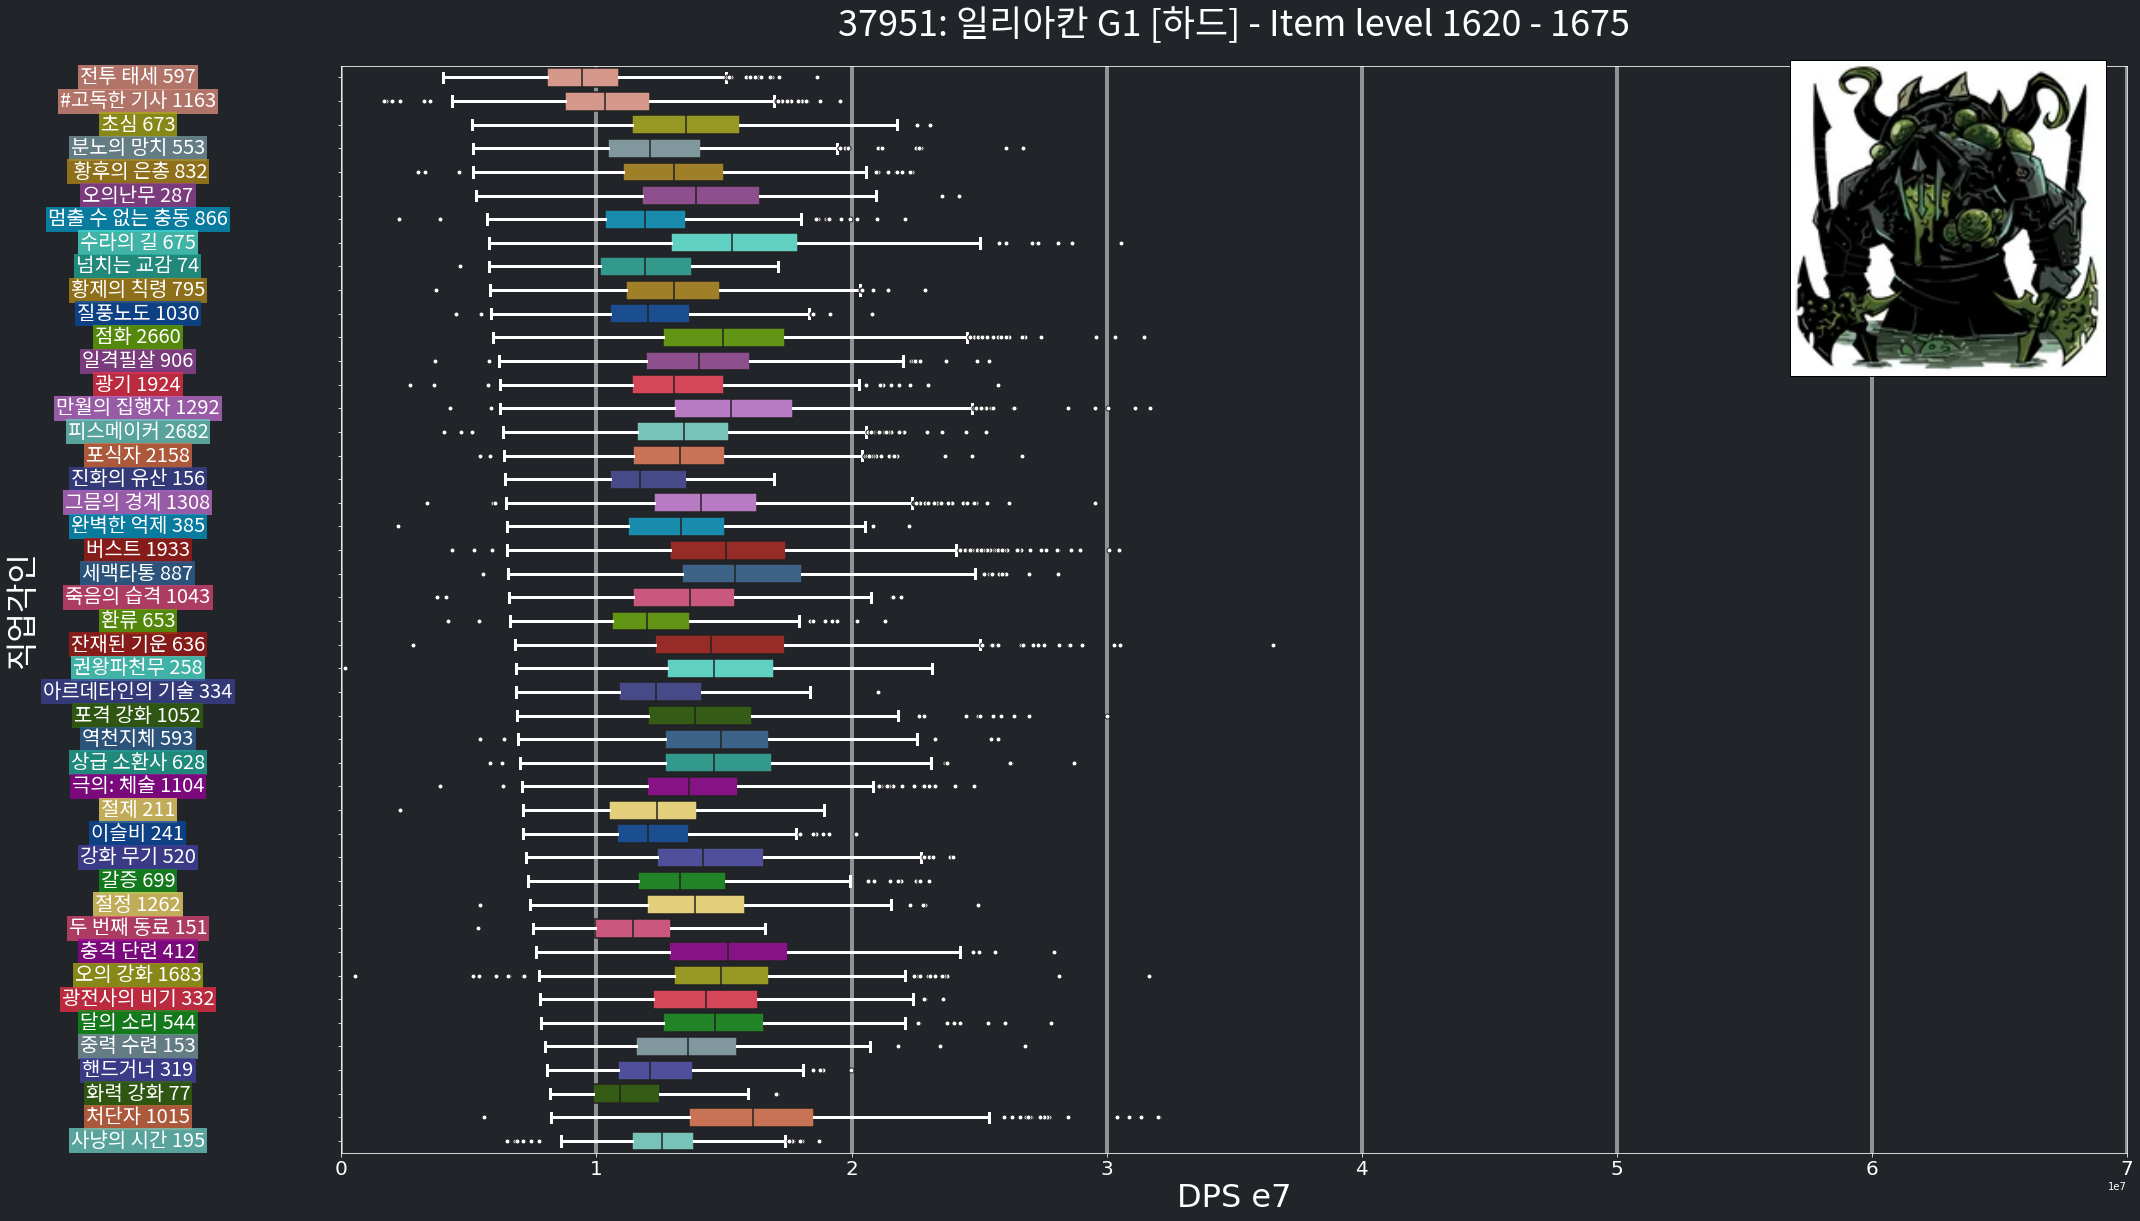 37951: 일리아칸 G1 [하드] - Item level 1620 - 1675
전투 태세 597
#고독한 기사 1163
초심 673
분노의 망치 553
황후의 은총 832
오의난무 287
멈출 수 없는 충동 866
수라의 길 675
넘치는 교감 74
황제의 칙령 795
질풍노도 1030
점화 2660
일격필살 906
광기 1924
만월의 집행자 1292
피스메이커 2682
포식자 2158
진화의 유산 156
그믐의 경계 1308
완벽한 억제 385
버스트 1933
세맥타통 887
죽음의 습격 1043
환류 653
잔재된 기운 636
권왕파천무 258
아르데타인의 기술 334
포격 강화 1052
역천지체 593
상급 소환사 628
극의: 체술 1104
절제 211
이슬비 241
강화 무기 520
갈증 699
절정 1262
두 번째 동료 151
충격 단련 412
오의 강화 1683
광전사의 비기 332
달의 소리 544
중력 수련 153
핸드거너 319
화력 강화 77
처단자 1015
사냥의 시간 195
직업각인
0 1 2 3 4 5 6 7
DPS e7
1e7